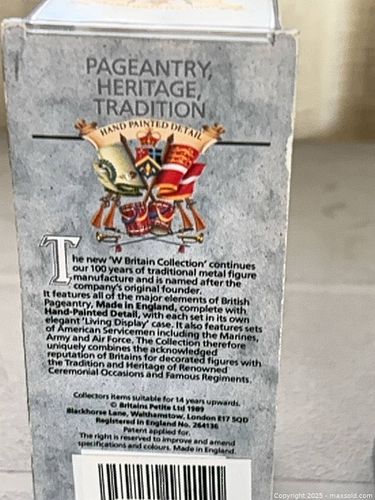 PAGEANTRY,
HERITAGE,
TRADITION
HAND PAINTED DETAIL
The new 'W Britain Collection' continues
our 100 years of traditional metal figure
manufacture and is named after the
company's original founder.
It features all of the major elements of British
Pageantry, Made in England, complete with
Hand-Painted Detail, with each set in its own
elegant 'Living Display' case. It also features sets
of American Servicemen including the Marines,
Army and Air Force. The Collection therefore
uniquely combines the acknowledged
reputation of Britains for decorated figures with
the Tradition and Heritage of Renowned
Ceremonial Occasions and Famous Regiments.
Collectors items suitable for 14 years upwards.
© Britains Petite Ltd 1989
Blackhorse Lane, Walthamstow, London E17 5QD
Registered in England No. 264136
Patent applied for.
The right is reserved to improve and amend
specifications and colours. Made in England.
Copyright 2025 - maxsold.com